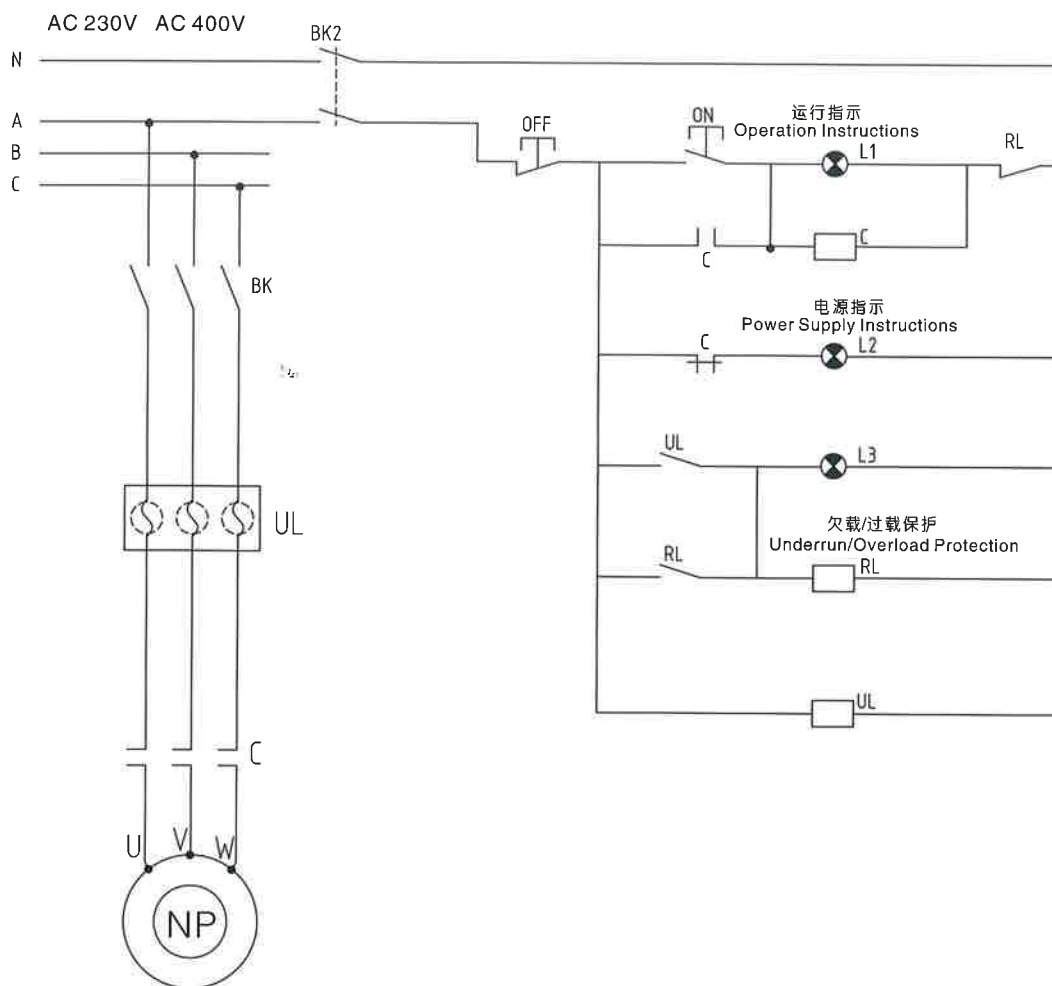 AC 230V AC 400V
N
BK2
A
OFF
ON
运行指示
Operation Instructions
L1
RL
B
C
C
C
BK
电源指示
Power Supply Instructions
C
L2
UL
L3
UL
欠载/过载保护
Underrun/Overload Protection
RL
RL
UL
C
U
V
W
NP